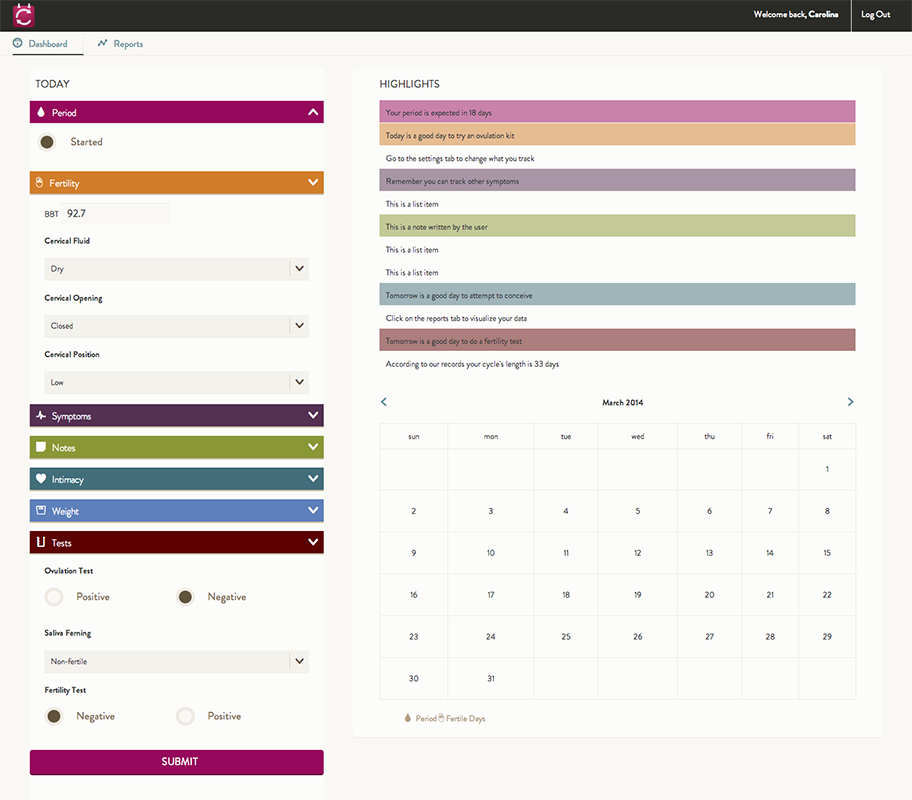 Welcome back, Carolina
Log Out
Dashboard
Reports
TODAY
Period
Started
Fertility
BBT 92.7
Cervical Fluid
Dry
Cervical Opening
Closed
Cervical Position
Low
Symptoms
Notes
Intimacy
Weight
Tests
Ovulation Test
Positive Negative
Saliva Ferning
Non-fertile
Fertility Test
Negative Positive
SUBMIT
HIGHLIGHTS
Your period is expected in 18 days
Today is a good day to try an ovulation kit
Go to the settings tab to change what you track
Remember you can track other symptoms
This is a list item
This is a note written by the user
This is a list item
This is a list item
Tomorrow is a good day to attempt to conceive
Click on the reports tab to visualize your data
Tomorrow is a good day to do a fertility test
According to our records your cycle's length is 33 days
March 2014
sun mon tue wed thu fri sat
1
2 3 4 5 6 7 8
9 10 11 12 13 14 15
16 17 18 19 20 21 22
23 24 25 26 27 28 29
30 31
Period Fertile Days